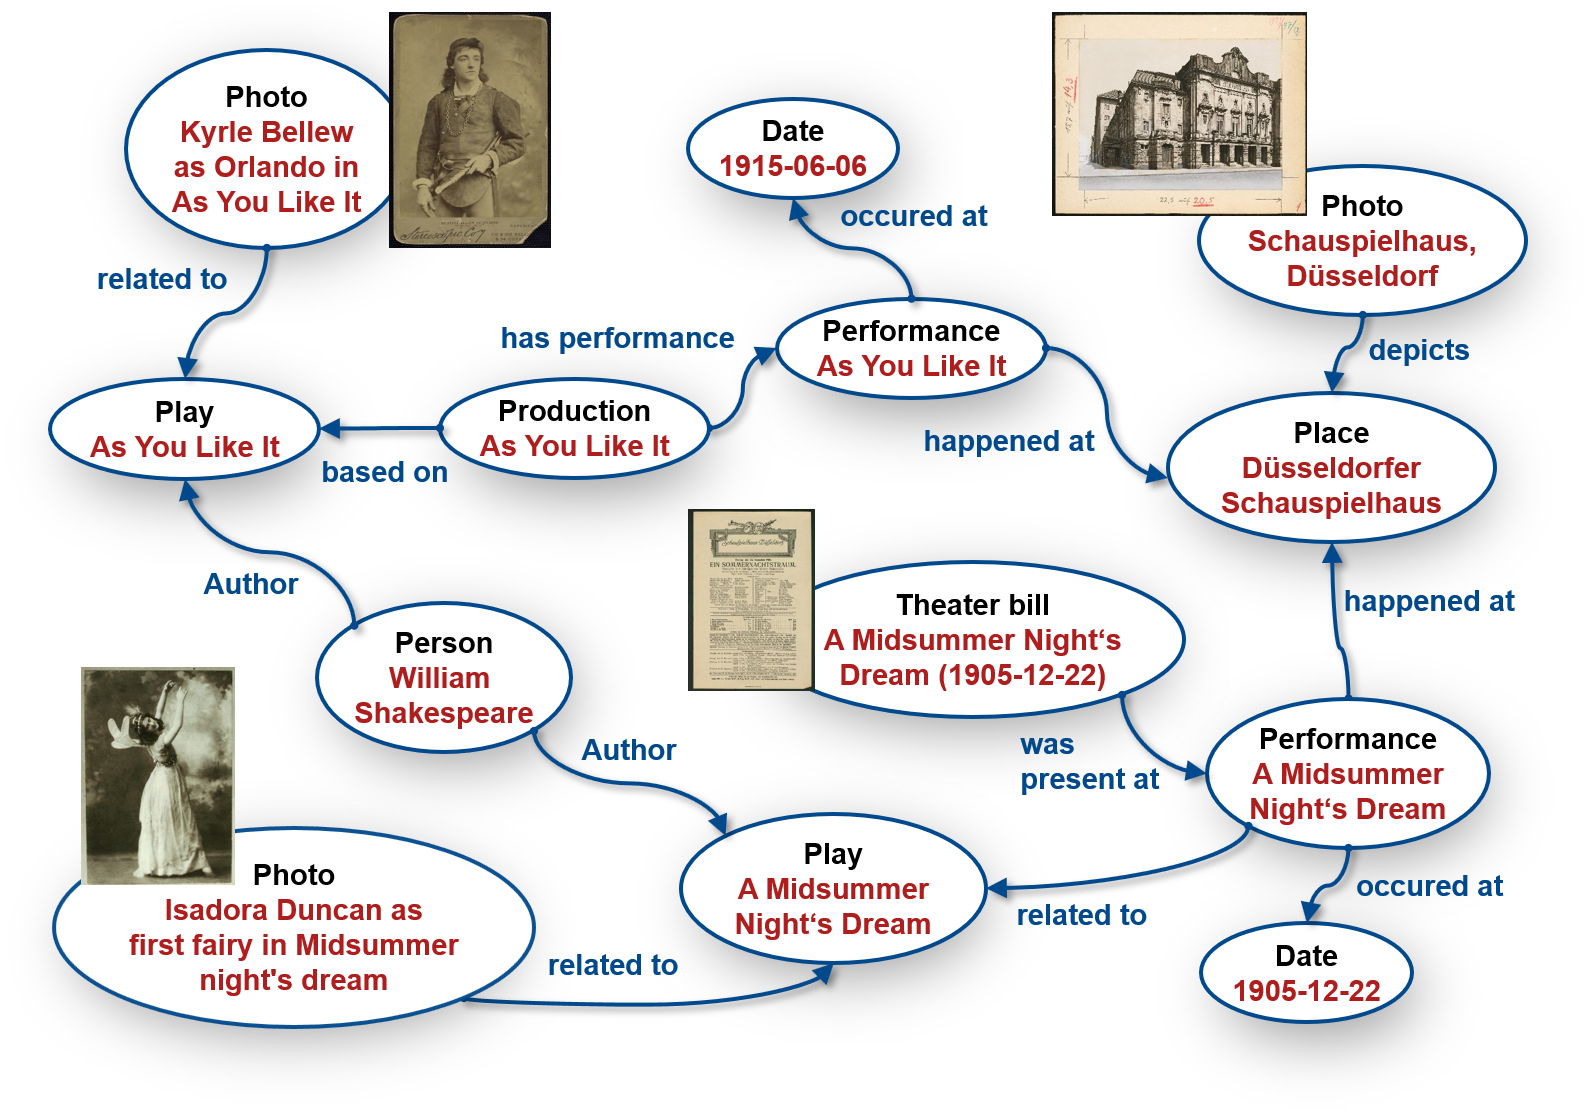 Photo
Kyrle Bellew
as Orlando in
As You Like It
related to
Date
1915-06-06
occured at
Photo
Schauspielhaus,
Düsseldorf
depicts
has performance
Performance
As You Like It
happened at
Play
As You Like It
based on
Production
As You Like It
Place
Düsseldorfer
Schauspielhaus
happened at
EIN SOMMERNACHTSTRAUM.
Theater bill
A Midsummer Night‘s
Dream (1905-12-22)
was
present at
Author
Person
William
Shakespeare
Author
Performance
A Midsummer
Night‘s Dream
related to
occured at
Date
1905-12-22
Play
A Midsummer
Night‘s Dream
Photo
Isadora Duncan as
first fairy in Midsummer
night's dream
related to